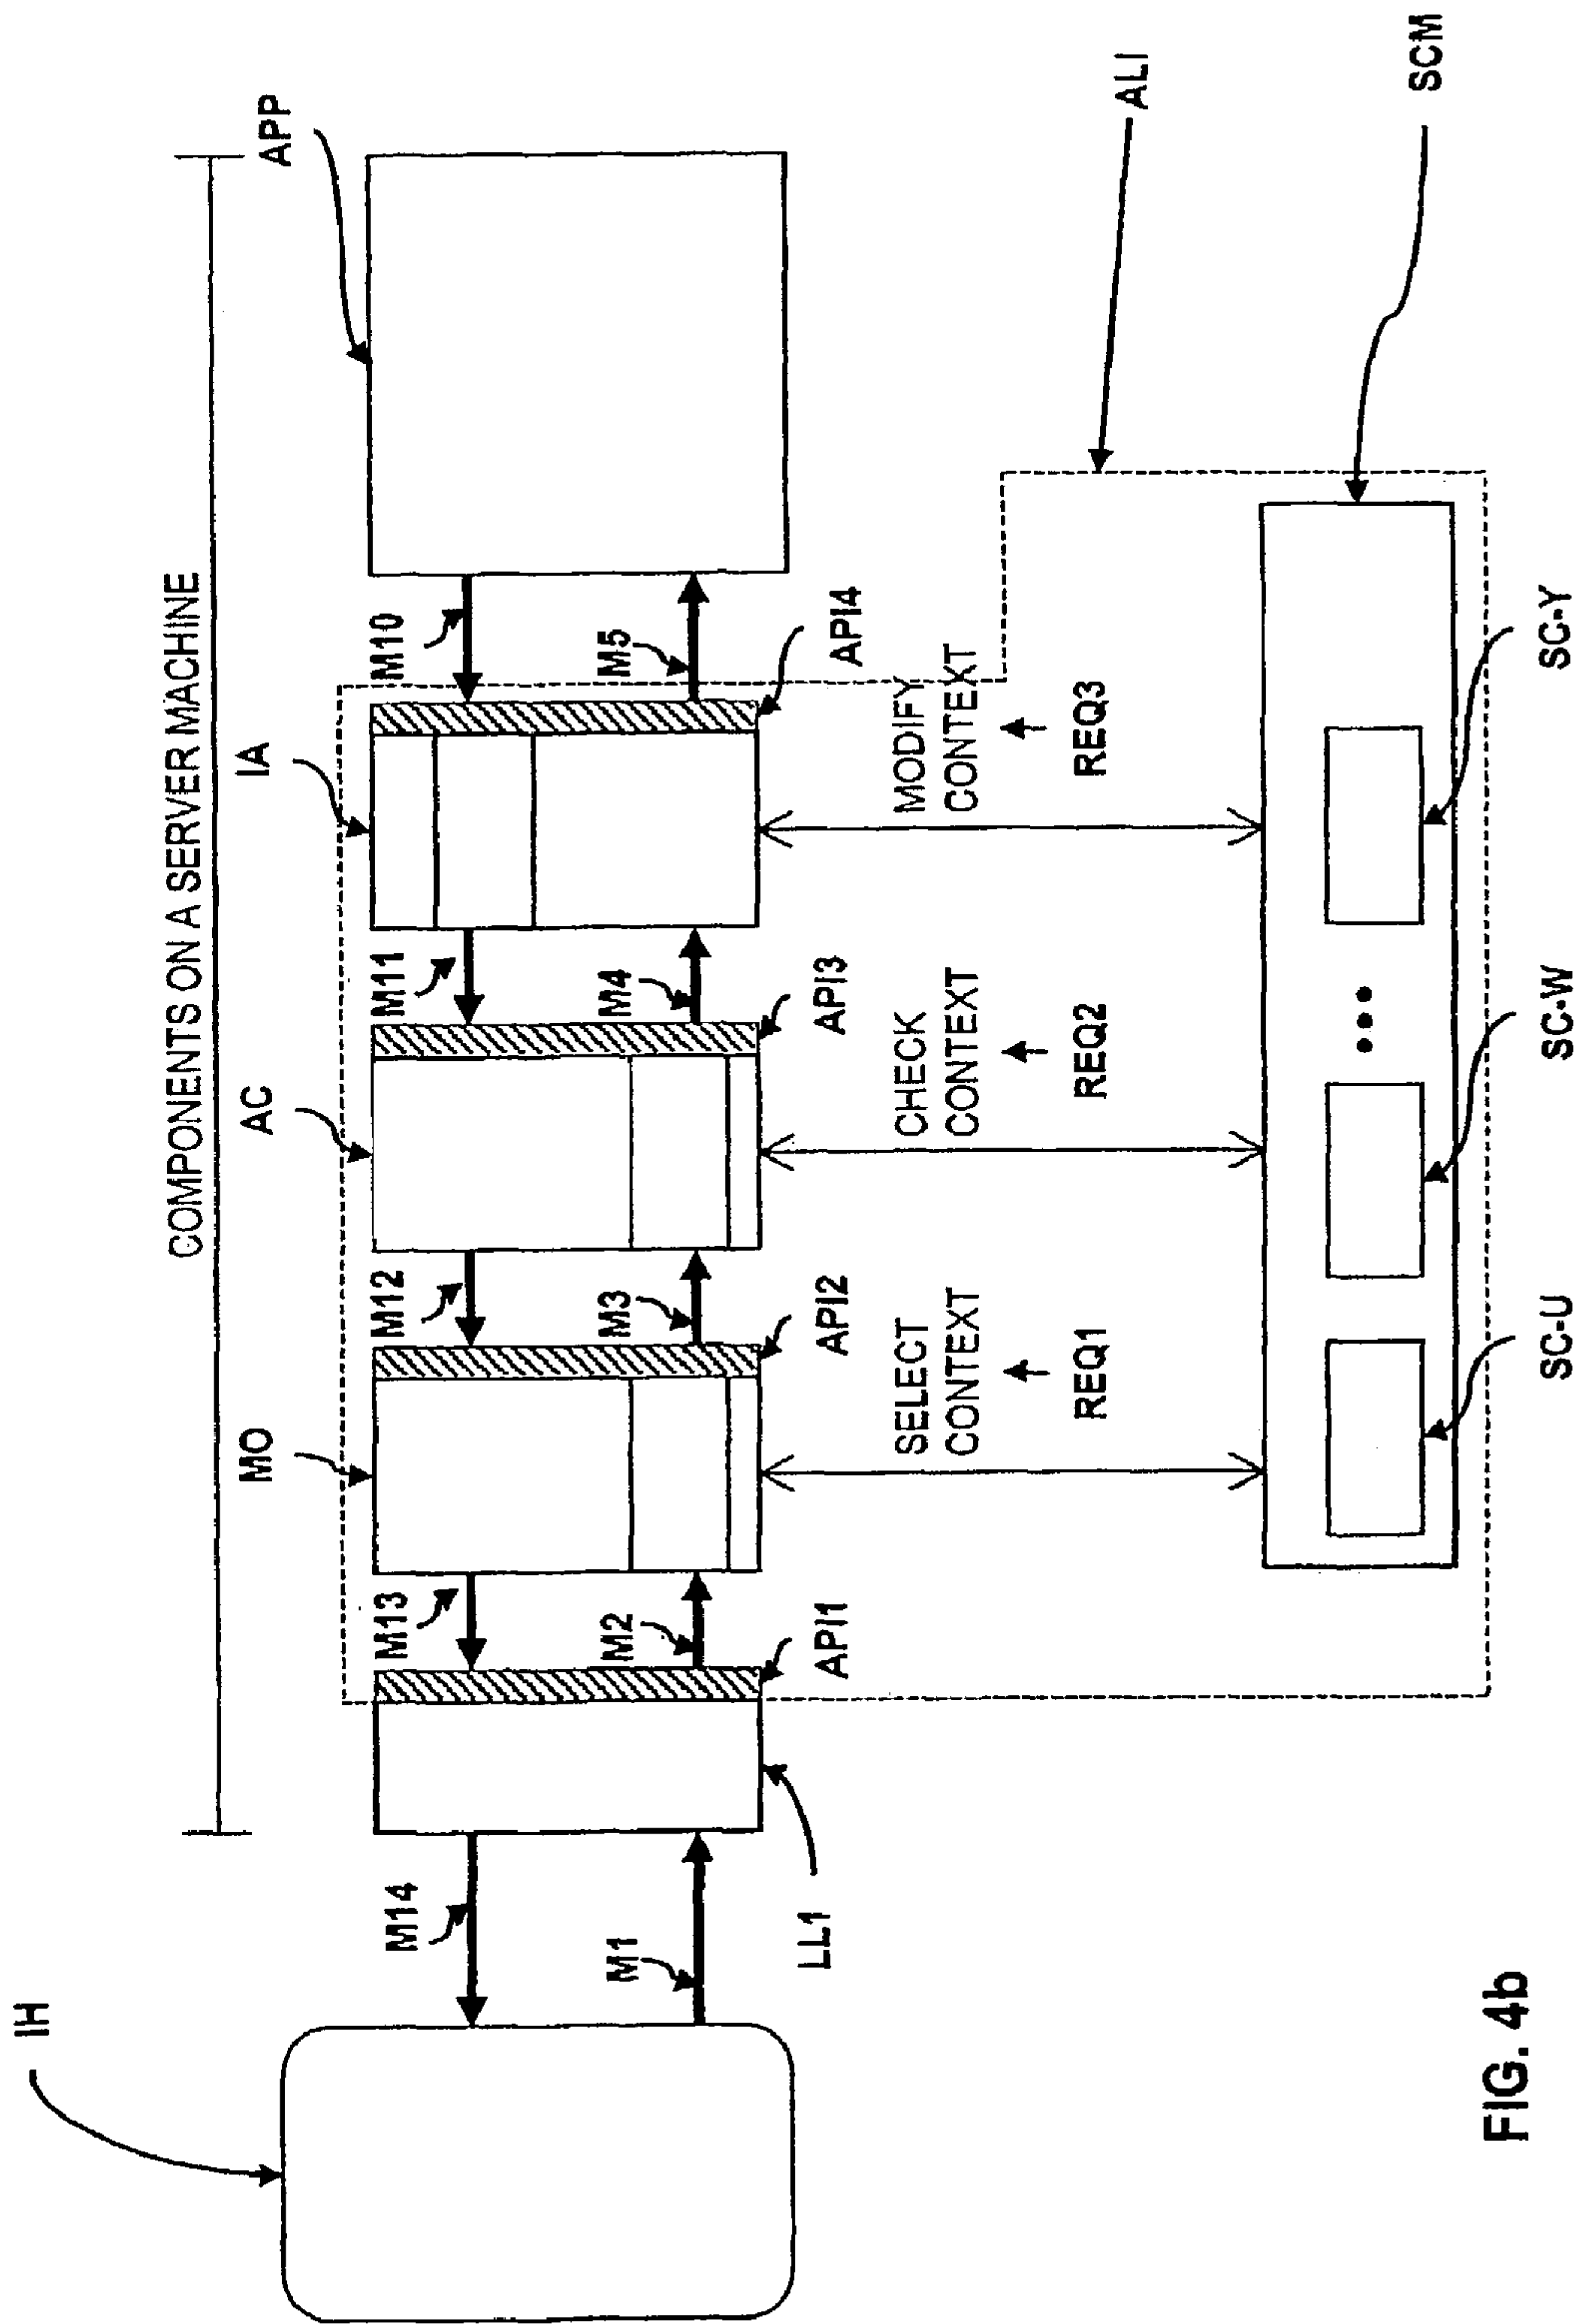 COMPONENTS ON A SERVER MACHINE
IH
MO
AC
IA
APP
M14
M13
M12
M11
M10
M1
M2
M3
M4
M5
LL1
API1
API2
API3
API4
SELECT
CONTEXT
REQ1
CHECK
CONTEXT
REQ2
MODIFY
CONTEXT
REQ3
ALI
SCM
SC-U
SC-W
SC-Y
FIG. 4b